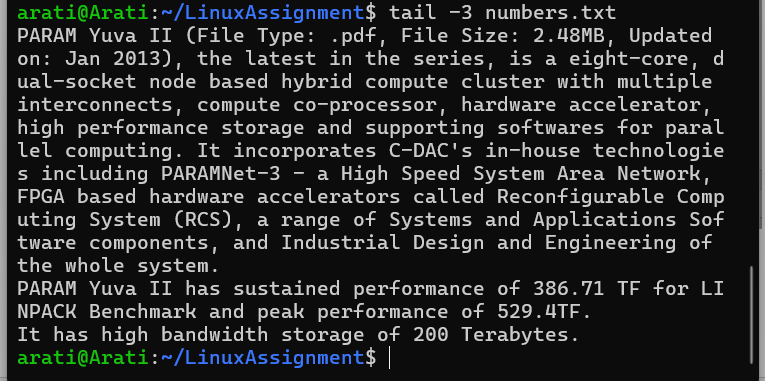 arati@Arati:~/LinuxAssignment$ tail -3 numbers.txt
PARAM Yuva II (File Type: .pdf, File Size: 2.48MB, Updated
on: Jan 2013), the latest in the series, is a eight-core, d
ual-socket node based hybrid compute cluster with multiple
interconnects, compute co-processor, hardware accelerator,
high performance storage and supporting softwares for paral
lel computing. It incorporates C-DAC's in-house technologie
s including PARAMNet-3 - a High Speed System Area Network,
FPGA based hardware accelerators called Reconfigurable Comp
uting System (RCS), a range of Systems and Applications Sof
tware components, and Industrial Design and Engineering of
the whole system.
PARAM Yuva II has sustained performance of 386.71 TF for LI
NPACK Benchmark and peak performance of 529.4TF.
It has high bandwidth storage of 200 Terabytes.
arati@Arati:~/LinuxAssignment$